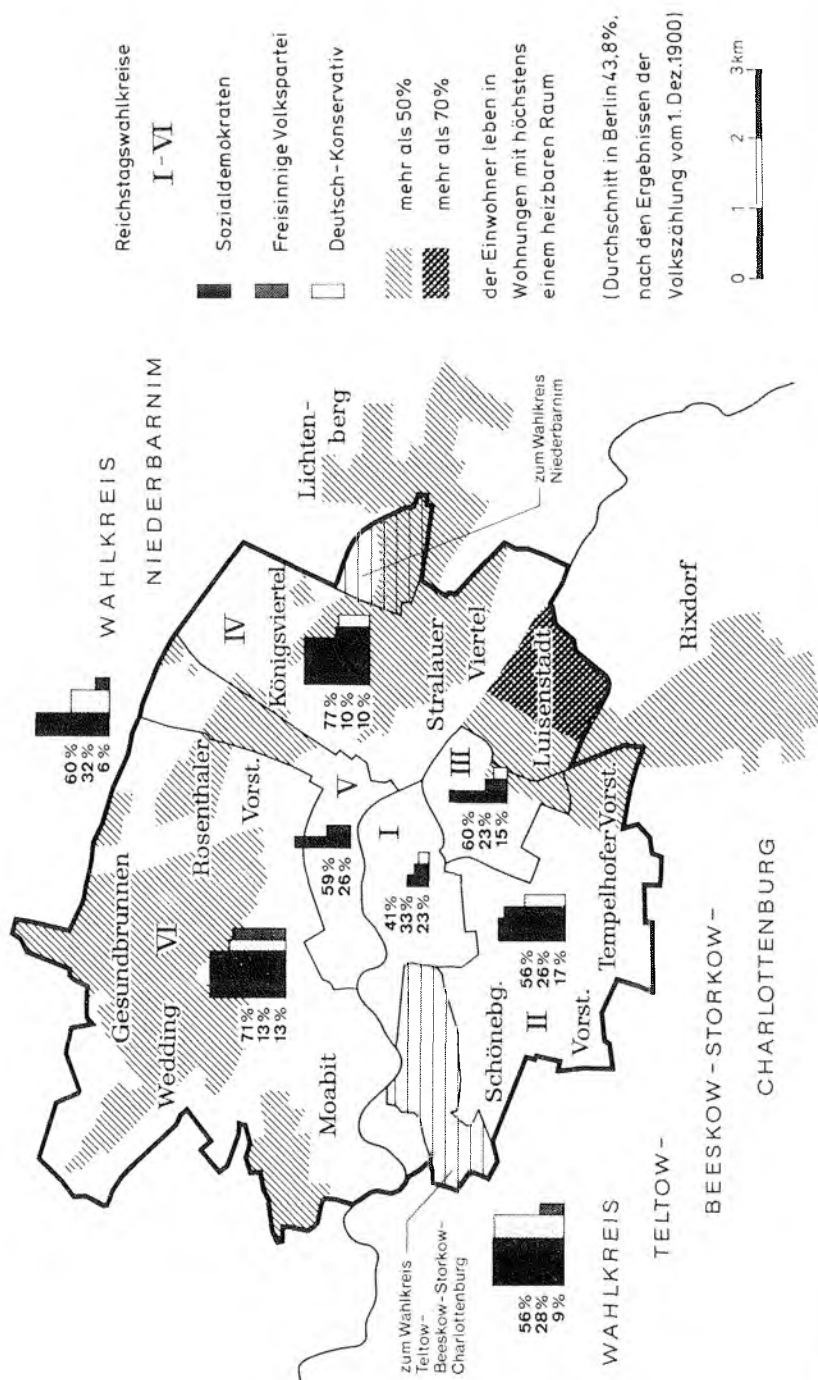 WAHLKREIS
NIEDERBARNIM
60%
32%
6%
Gesundbrunnen
Wedding
VI
Rosenthaler
Vorst.
71%
13%
13%
Moabit
IV
Königsviertel
77%
10%
10%
Stralauer
Viertel
Lichten-
berg
zum Wahlkreis
Niederbarnim
V
59%
26%
I
41%
33%
23%
III
60%
23%
15%
Luisenstadt
Rixdorf
Schönebg.
II
Vorst.
56%
26%
17%
Tempelhofer Vorst.
zum Wahlkreis
Teltow-
Beeskow-Storkow-
Charlottenburg
56%
28%
9%
WAHLKREIS
TELTOW-
BEESKOW-STORKOW-
CHARLOTTENBURG
Reichstagswahlkreise
I-VI
Sozialdemokraten
Freisinnige Volkspartei
Deutsch-Konservativ
mehr als 50%
mehr als 70%
der Einwohner leben in
Wohnungen mit höchstens
einem heizbaren Raum
(Durchschnitt in Berlin 43,8%,
nach den Ergebnissen der
Volkszählung vom 1. Dez. 1900)
0 1 2 3 km